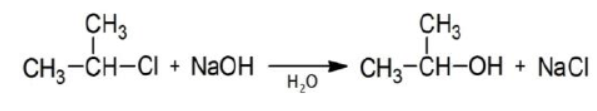 CH₃ CH₃
CH₃-CH-Cl + NaOH ⟶ CH₃-CH-OH + NaCl
H₂O